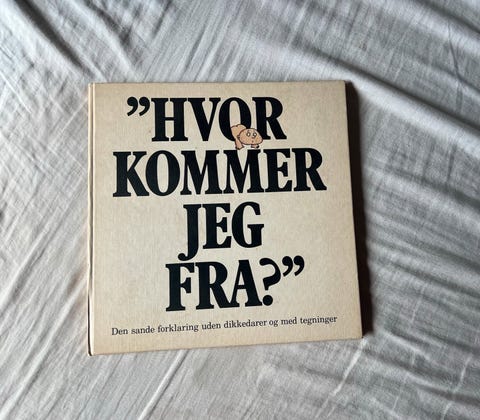 ”HVOR
KOMMER
JEG
FRA?”
Den sande forklaring uden dikkedarer og med tegninger